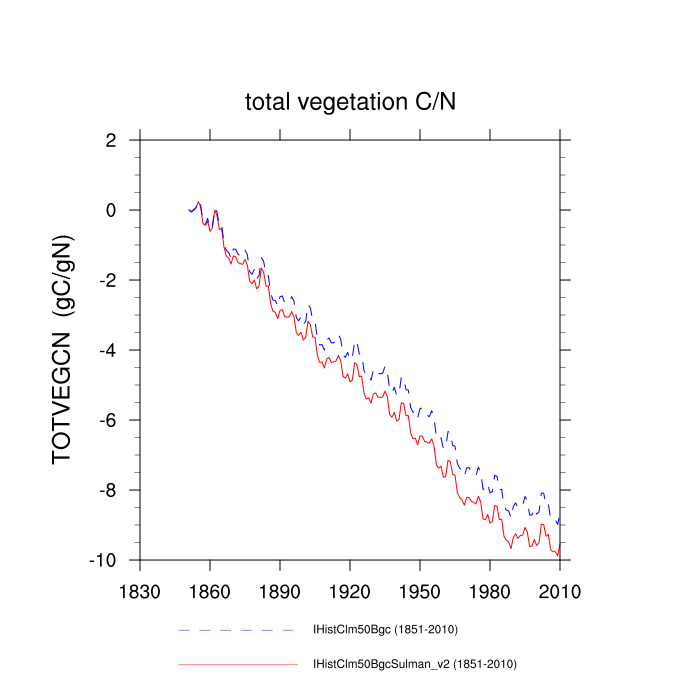 total vegetation C/N
TOTVEGCN (gC/gN)
2
0
-2
-4
-6
-8
-10
1830 1860 1890 1920 1950 1980 2010
IHistClm50Bgc (1851-2010)
IHistClm50BgcSulman_v2 (1851-2010)